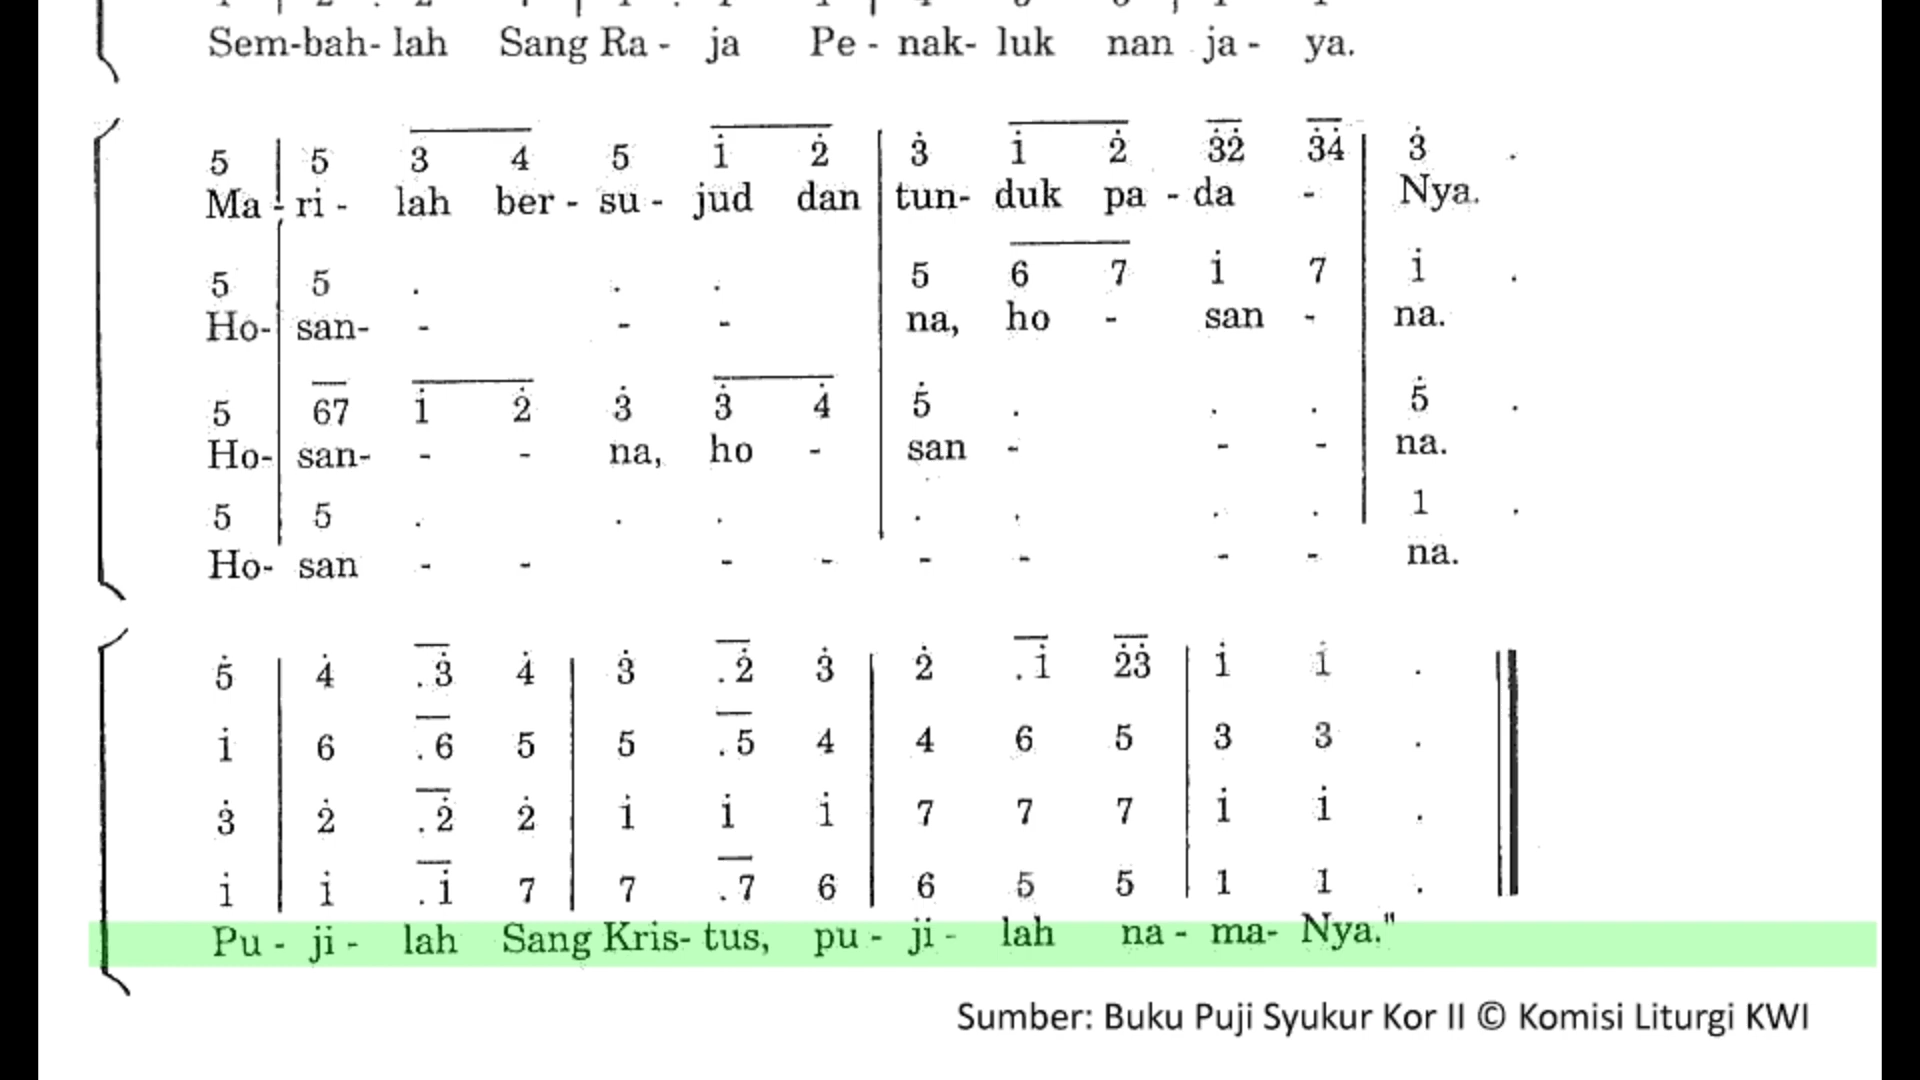 Sem-bah- lah Sang Ra - ja Pe - nak- luk nan ja - ya.
5 | 5 3 4 5 i̇ 2̇ | 3̇ i̇ 2̇ 3̇2̇ 3̇4̇ | 3̇ .
Ma - ri - lah ber - su - jud dan tun- duk pa - da - Nya.
5 5 . . . 5 6 7 i̇ 7 i̇ .
Ho- san- - - - na, ho - san - na.
5 67 i̇ 2̇ 3̇ 3̇ 4̇ 5̇ . . . 5̇ .
Ho- san- - - na, ho - san - - - na.
5 5 . . . . . . . 1 .
Ho- san - - - - - - - - na.
5̇ | 4̇ .3̇ 4̇ | 3̇ .2̇ 3̇ | 2̇ .i̇ 2̇3̇ | i̇ i̇ .
i̇ 6 .6 5 5 .5 4 4 6 5 3 3 .
3̇ 2̇ .2̇ 2̇ i̇ i̇ i̇ 7 7 7 i̇ i̇ .
i̇ i̇ .i̇ 7 7 .7 6 6 5 5 1 1 .
Pu - ji - lah Sang Kris- tus, pu - ji - lah na - ma- Nya."
Sumber: Buku Puji Syukur Kor II © Komisi Liturgi KWI